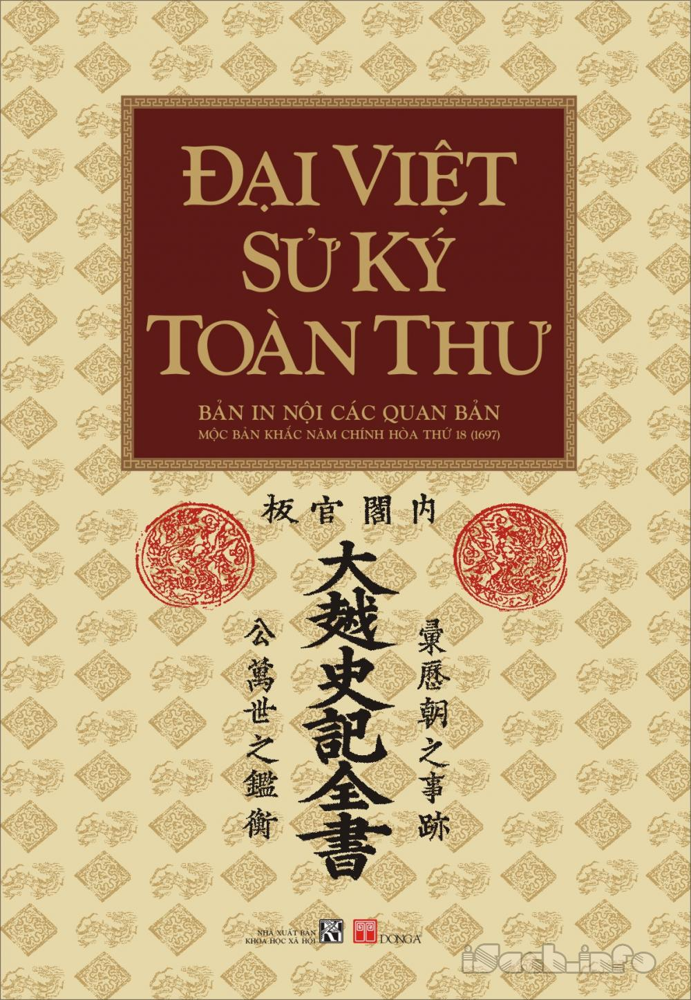 ĐẠI VIỆT
SỬ KÝ
TOÀN THƯ
BẢN IN NỘI CÁC QUAN BẢN
MỘC BẢN KHẮC NĂM CHÍNH HÒA THỨ 18 (1697)
板官閣内
彙歷朝之事跡
大越史記全書
公萬世之鑑衡
NHÀ XUẤT BẢN
KHOA HỌC XÃ HỘI
DONGA
iSach.info